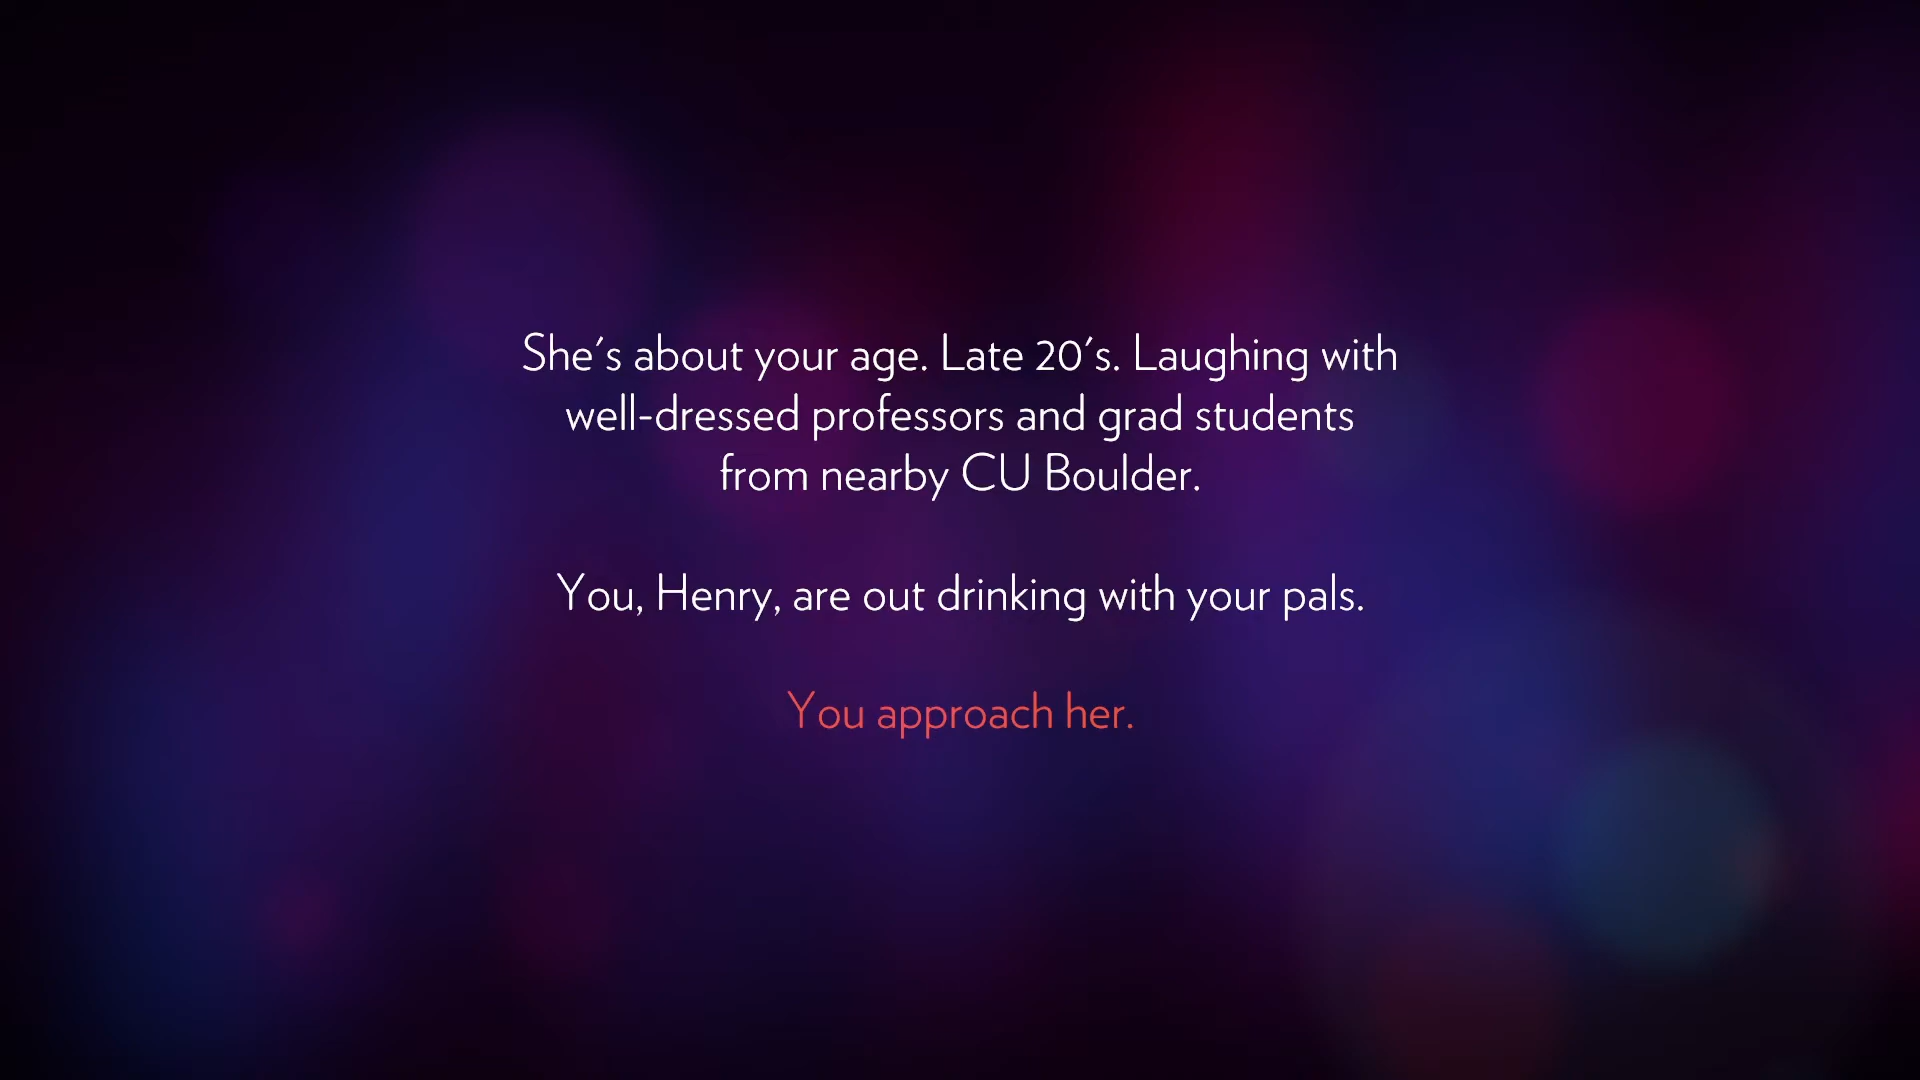 She's about your age. Late 20's. Laughing with
well-dressed professors and grad students
from nearby CU Boulder.
You, Henry, are out drinking with your pals.
You approach her.